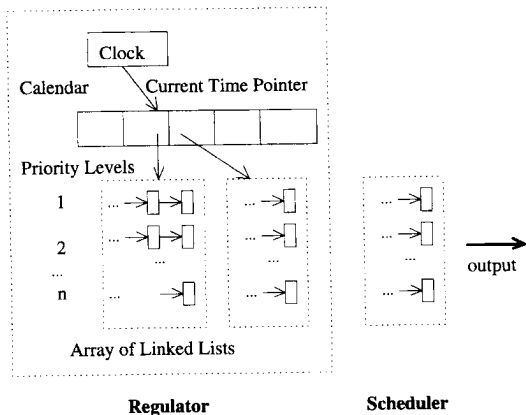 Clock
Calendar
Current Time Pointer
Priority Levels
1
... ...
2
... ... ...
... ... ...
...
n
... ... ...
output
Array of Linked Lists
Regulator
Scheduler